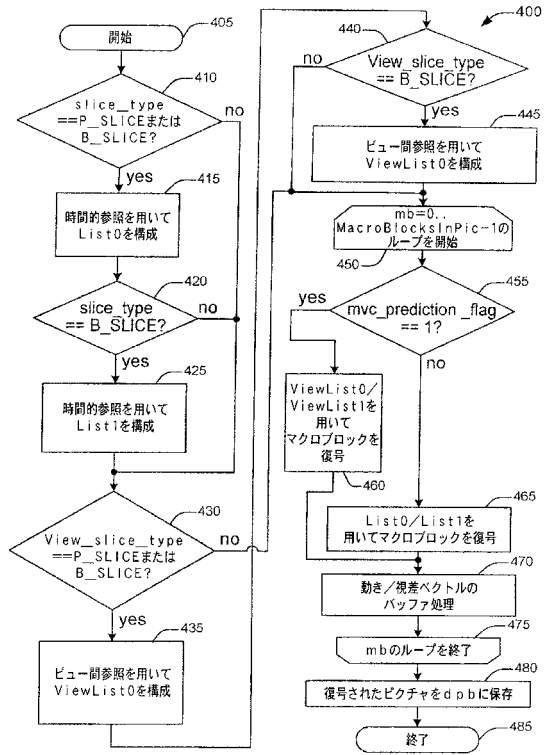 400
開始
405
slice_type
==P_SLICEまたは
B_SLICE?
410
no
yes
時間的参照を用いて
List0を構成
415
slice_type
== B_SLICE?
420
no
yes
時間的参照を用いて
List1を構成
425
View_slice_type
==P_SLICEまたは
B_SLICE?
430
no
yes
ビュー間参照を用いて
ViewList0を構成
435
View_slice_type
== B_SLICE?
440
no
yes
ビュー間参照を用いて
ViewList0を構成
445
mb=0..
MacroBlocksInPic-1の
ループを開始
450
mvc_prediction _flag
== 1?
455
yes
no
ViewList0/
ViewList1を
用いて
マクロブロックを
復号
460
List0/List1を
用いてマクロブロックを復号
465
動き/視差ベクトルの
バッファ処理
470
mbのループを終了
475
復号されたピクチャをdpbに保存
480
終了
485